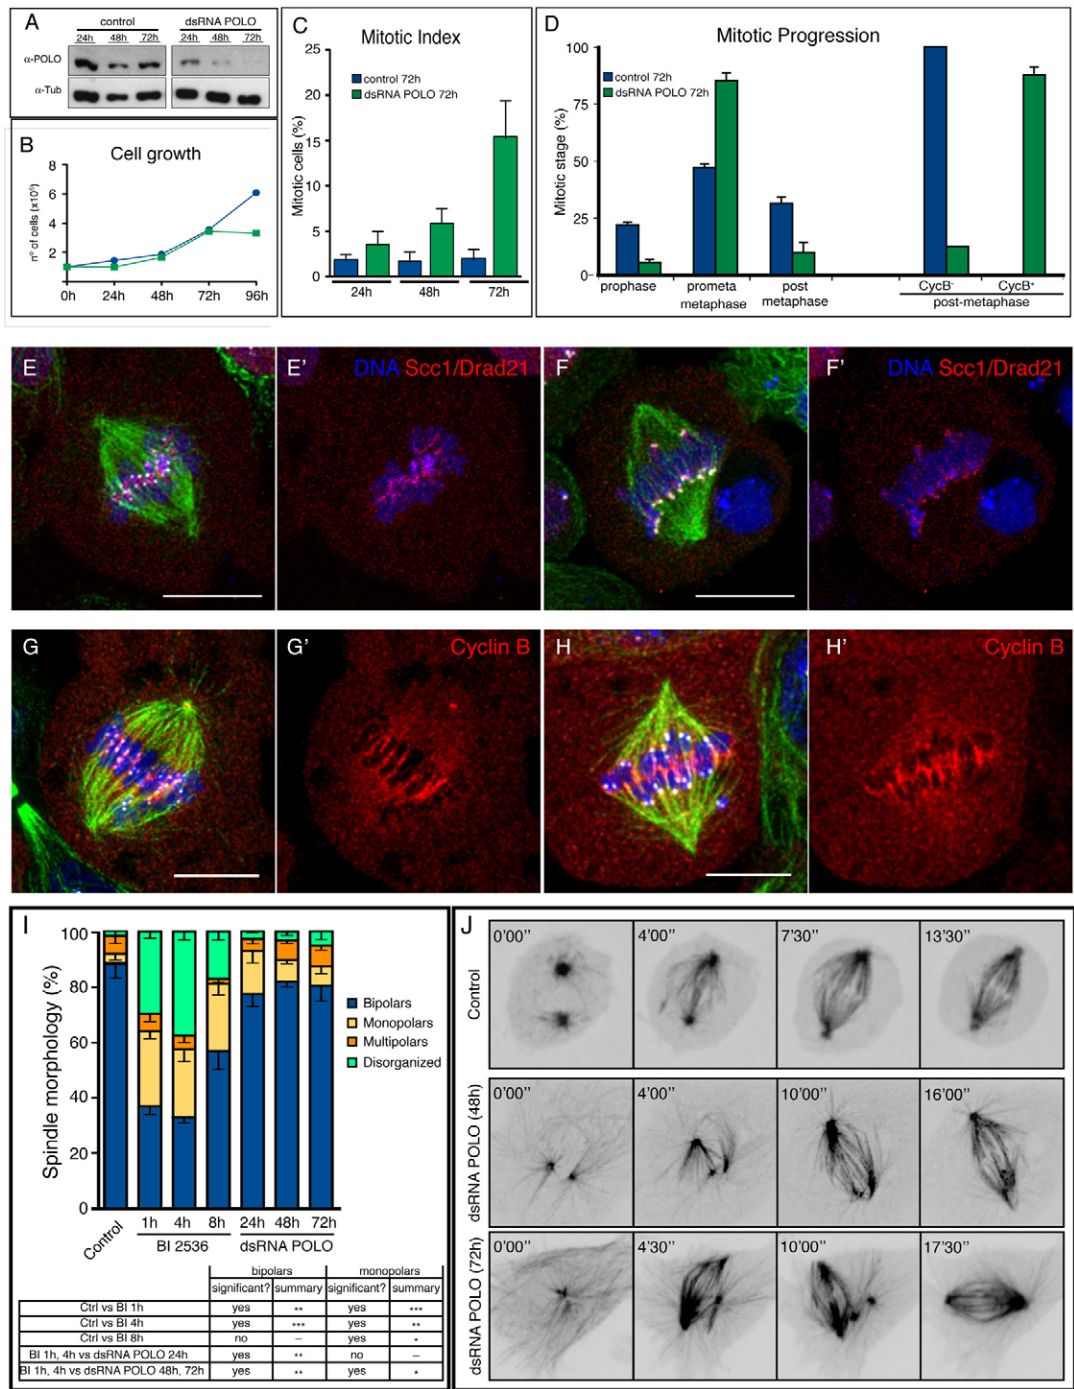 A
control
dsRNA POLO
24h 48h 72h
24h 48h 72h
α-POLO
α-Tub
B
Cell growth
nº of cells (x10⁶)
8
6
4
2
0h 24h 48h 72h 96h
C
Mitotic Index
control 72h
dsRNA POLO 72h
Mitotic cells (%)
25
20
15
10
5
0
24h 48h 72h
D
Mitotic Progression
control 72h
dsRNA POLO 72h
Mitotic stage (%)
100
75
50
25
0
prophase
prometa
metaphase
post
metaphase
CycB⁻
CycB⁺
post-metaphase
E
E'
DNA Scc1/Drad21
F
F'
DNA Scc1/Drad21
G
G'
Cyclin B
H
H'
Cyclin B
I
Spindle morphology (%)
100
80
60
40
20
0
Bipolars
Monopolars
Multipolars
Disorganized
Control
1h 4h 8h
24h 48h 72h
BI 2536
dsRNA POLO
bipolars monopolars
significant? summary significant? summary
Ctrl vs BI 1h yes ** yes ***
Ctrl vs BI 4h yes *** yes **
Ctrl vs BI 8h no – yes *
BI 1h, 4h vs dsRNA POLO 24h yes ** no –
BI 1h, 4h vs dsRNA POLO 48h, 72h yes ** yes *
J
Control
0'00'' 4'00'' 7'30'' 13'30''
dsRNA POLO (48h)
0'00'' 4'00'' 10'00'' 16'00''
dsRNA POLO (72h)
0'00'' 4'30'' 10'00'' 17'30''